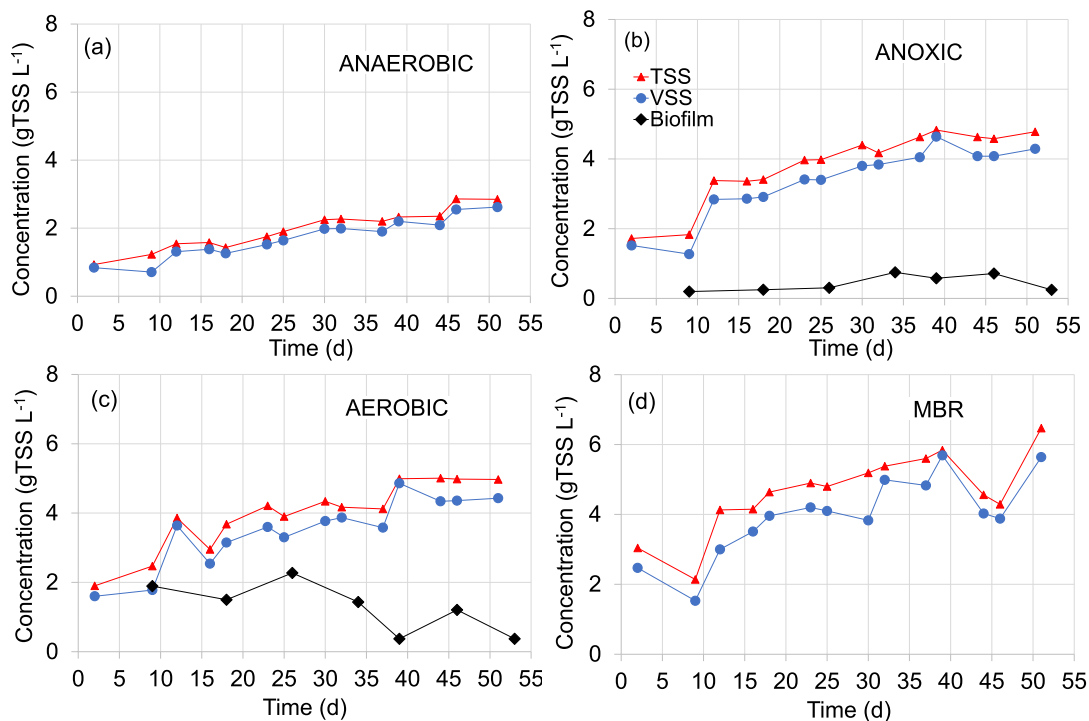 (a)
ANAEROBIC
Concentration (gTSS L⁻¹)
8
6
4
2
0
0 5 10 15 20 25 30 35 40 45 50 55
Time (d)
(b)
ANOXIC
TSS
VSS
Biofilm
Concentration (gTSS L⁻¹)
8
6
4
2
0
0 5 10 15 20 25 30 35 40 45 50 55
Time (d)
(c)
AEROBIC
Concentration (gTSS L⁻¹)
8
6
4
2
0
0 5 10 15 20 25 30 35 40 45 50 55
Time (d)
(d)
MBR
Concentration (gTSS L⁻¹)
8
6
4
2
0
0 5 10 15 20 25 30 35 40 45 50 55
Time (d)